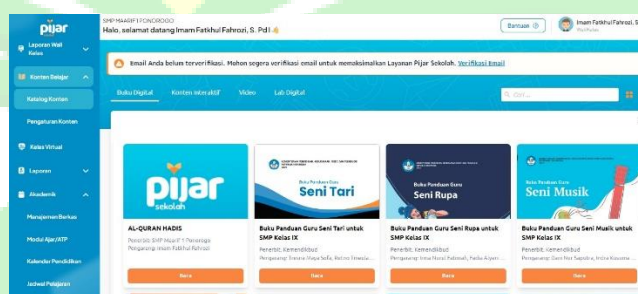 pijar
SMP MAARIF 1 PONOROGO
Halo, selamat datang Imam Fatkhul Fahrozi, S. Pd.I
Bantuan
Imam Fatkhul Fahrozi, S
Laporan Wali
Kelas
Konten Belajar
Katalog Konten
Pengaturan Konten
Kelas Virtual
Laporan
Akademik
Manajemen Berkas
Modul Ajar/ATP
Kalender Pendidikan
Jadwal Pelajaran
Email Anda belum terverifikasi. Mohon segera verifikasi email untuk memaksimalkan Layanan Pijar Sekolah. Verifikasi Email
Buku Digital
Konten Interaktif
Video
Lab Digital
Cari...
pijar
sekolah
AL-QURAN HADIS
Penerbit: SMP Maarif 1 Ponorogo
Pengarang: Imam Fatkhul Fahrozi
Baca
Buku Panduan Guru
Seni Tari
Buku Panduan Guru Seni Tari untuk
SMP Kelas IX
Penerbit: Kemendikbud
Baca
Buku Panduan Guru
Seni Rupa
Buku Panduan Guru Seni Rupa untuk
SMP Kelas IX
Penerbit: Kemendikbud
Baca
Buku Panduan Guru
Seni Musik
Buku Panduan Guru Seni Musik untuk
SMP Kelas IX
Penerbit: Kemendikbud
Baca